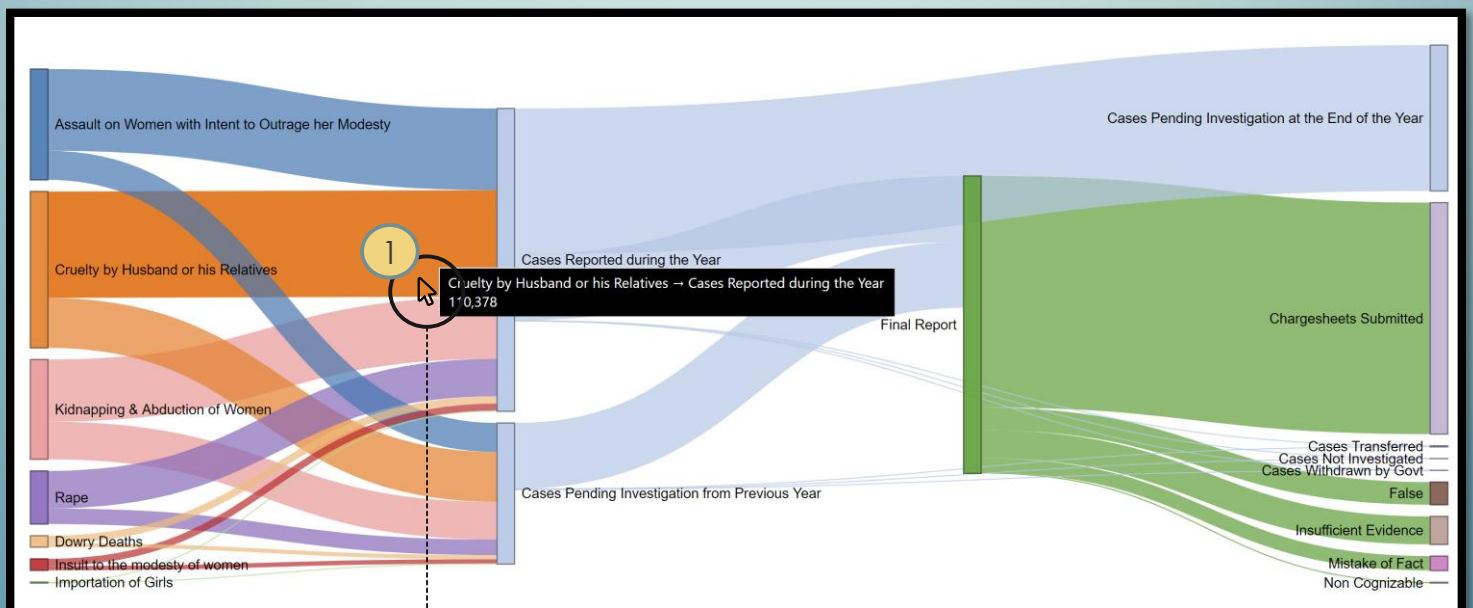 Assault on Women with Intent to Outrage her Modesty
Cruelty by Husband or his Relatives
Kidnapping & Abduction of Women
Rape
Dowry Deaths
Insult to the modesty of women
Importation of Girls
1
Cases Reported during the Year
Cruelty by Husband or his Relatives → Cases Reported during the Year
110,378
Cases Pending Investigation from Previous Year
Final Report
Cases Pending Investigation at the End of the Year
Chargesheets Submitted
Cases Transferred
Cases Not Investigated
Cases Withdrawn by Govt
False
Insufficient Evidence
Mistake of Fact
Non Cognizable